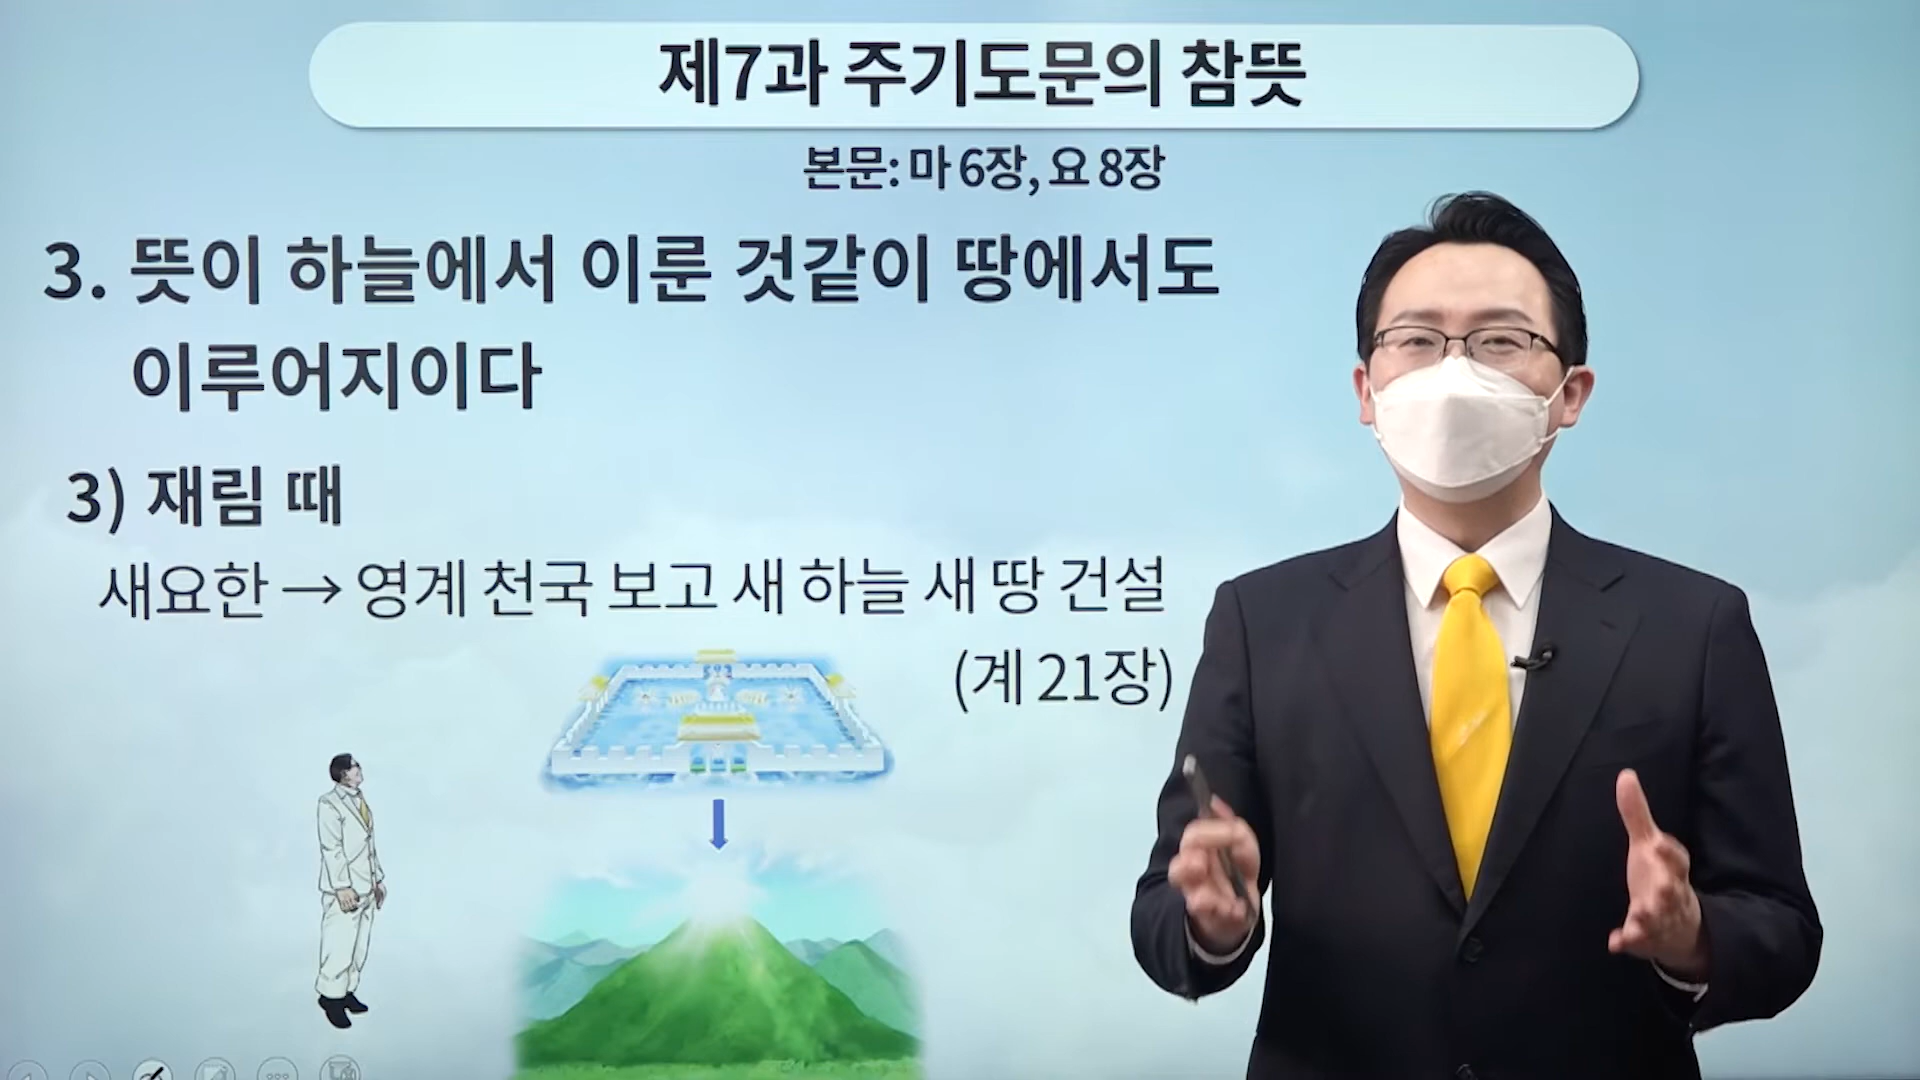 제7과 주기도문의 참뜻
본문: 마 6장, 요 8장
3. 뜻이 하늘에서 이룬 것같이 땅에서도
이루어지이다
3) 재림 때
새요한 → 영계 천국 보고 새 하늘 새 땅 건설
(계 21장)